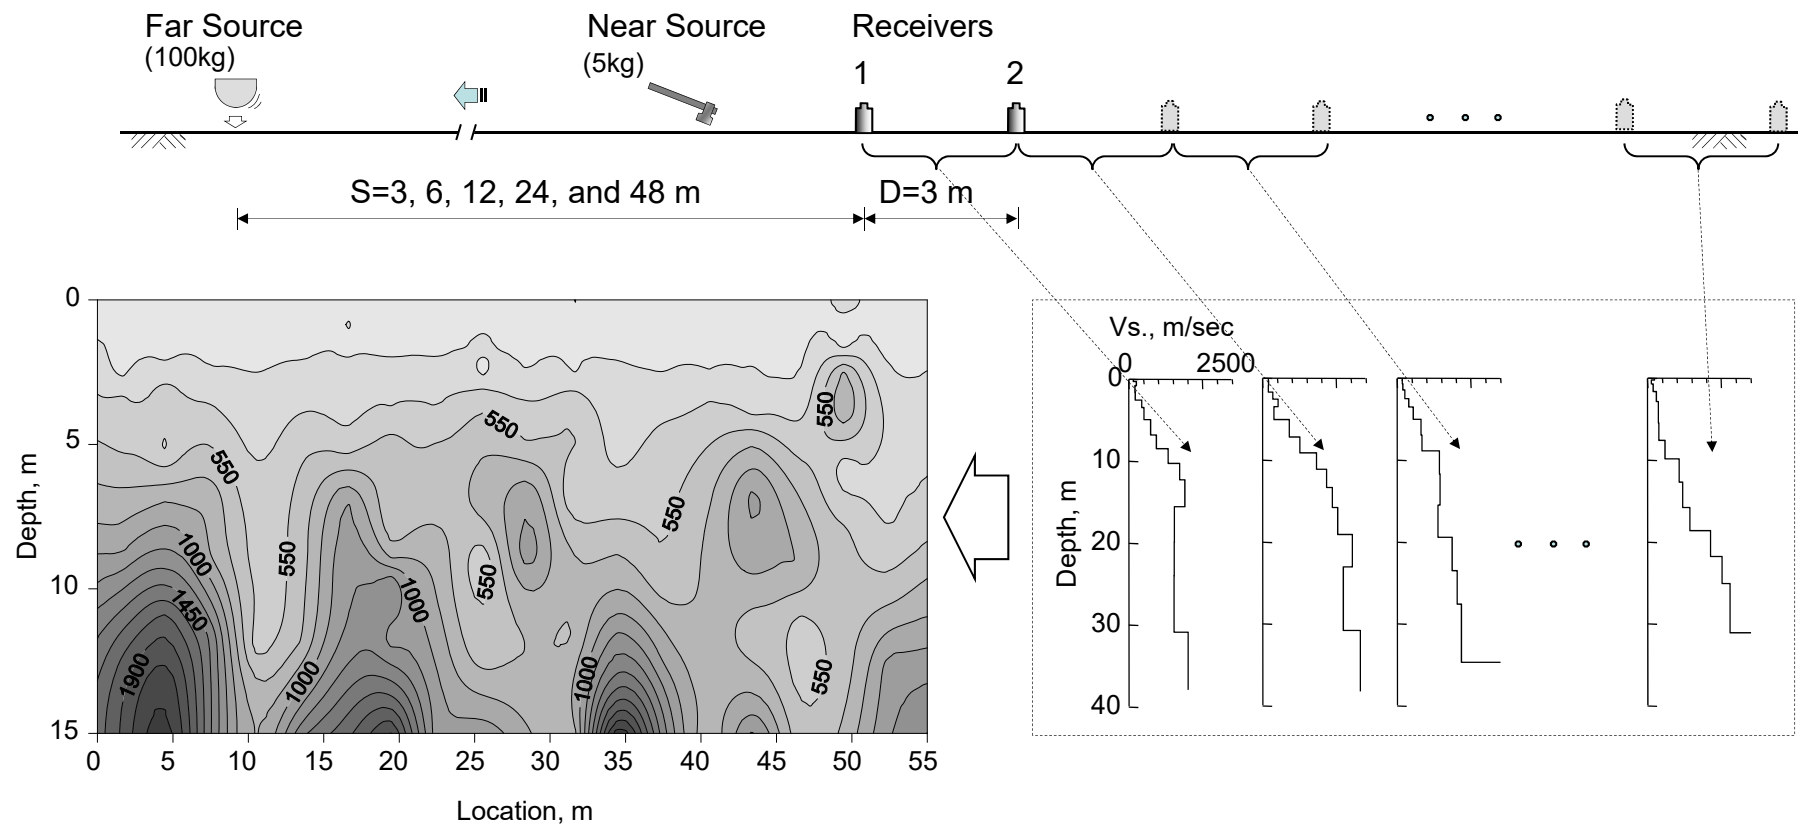 Far Source
(100kg)
Near Source
(5kg)
Receivers
1
2
S=3, 6, 12, 24, and 48 m
D=3 m
0
5
10
15
Depth, m
0 5 10 15 20 25 30 35 40 45 50 55
Location, m
550
550
550
550
550
550
550
1000
1000
1000
1000
1450
1900
Vs., m/sec
0 2500
0
10
20
30
40
Depth, m